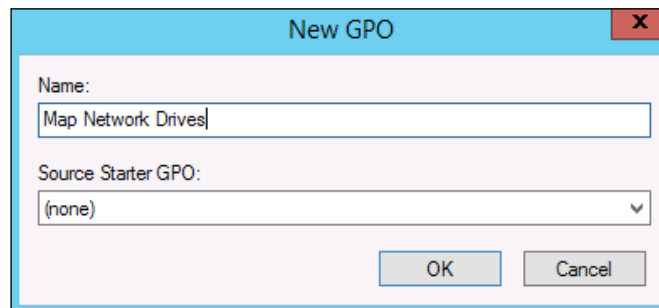 New GPO
x
Name:
Map Network Drives
Source Starter GPO:
(none)
OK Cancel